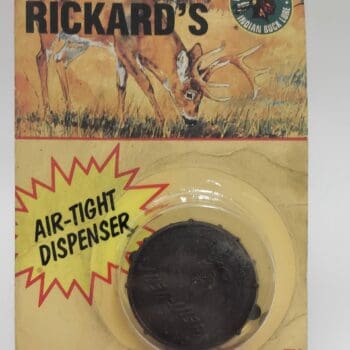 RICKARD'S
INDIAN BUCK LURE
AIR-TIGHT
DISPENSER